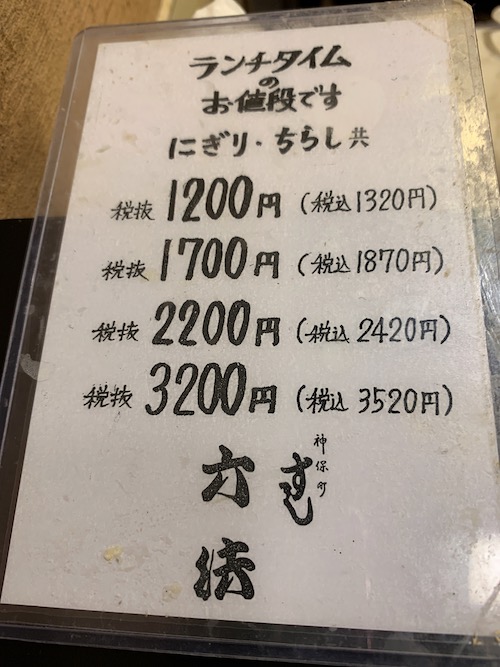 ランチタイム
の
お値段です
にぎり・ちらし共
税抜 1200円 (税込1320円)
税抜 1700円 (税込1870円)
税抜 2200円 (税込2420円)
税抜 3200円 (税込3520円)
神保町
すし
六法